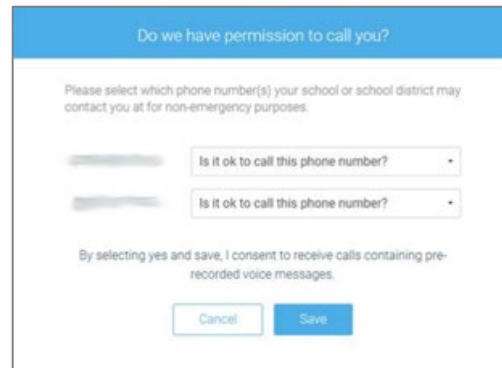 Do we have permission to call you?
Please select which phone number(s) your school or school district may
contact you at for non-emergency purposes.
Is it ok to call this phone number?
Is it ok to call this phone number?
By selecting yes and save, I consent to receive calls containing pre-
recorded voice messages.
Cancel Save